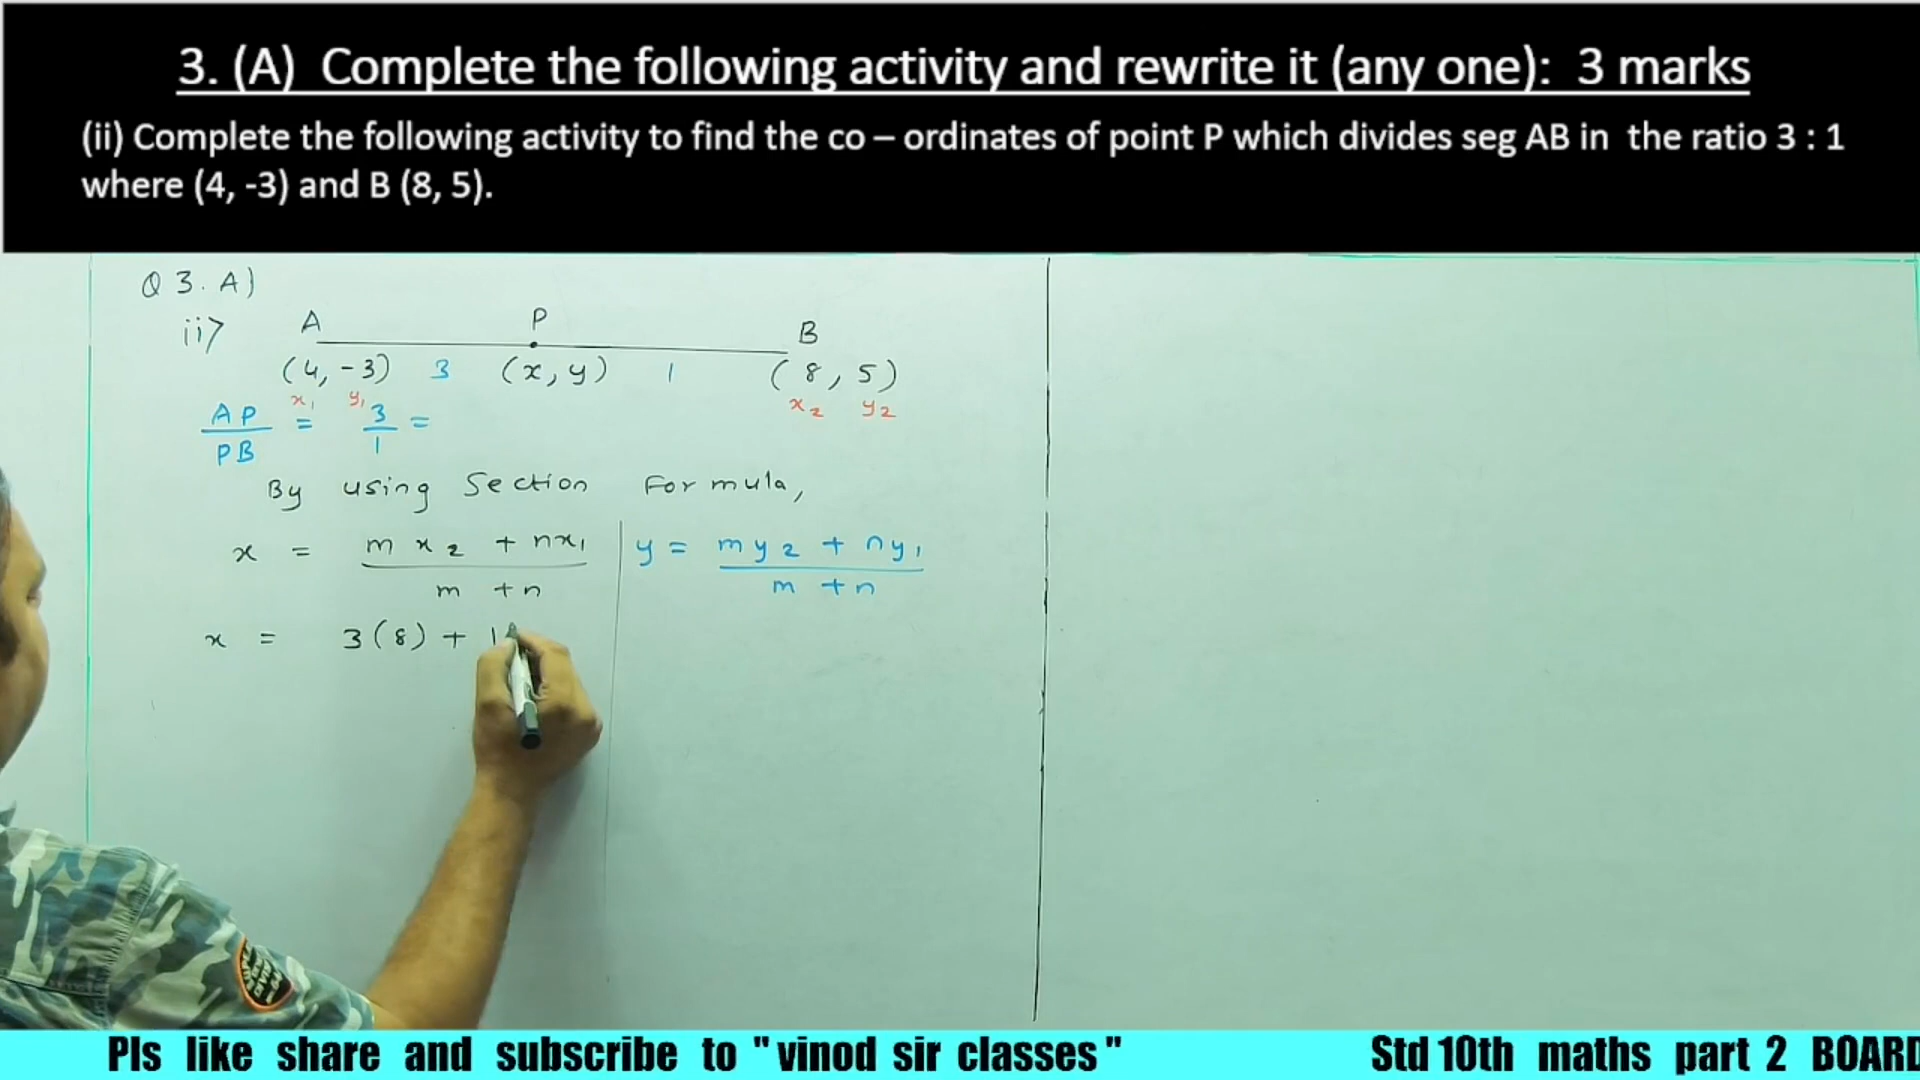 3. (A) Complete the following activity and rewrite it (any one): 3 marks
(ii) Complete the following activity to find the co – ordinates of point P which divides seg AB in the ratio 3 : 1
where (4, -3) and B (8, 5).
Q 3. A)
ii> A P B
(4, -3) 3 (x, y) 1 (8, 5)
x₁ y₁ x₂ y₂
AP/PB = 3/1 =
By using Section Formula,
x = (m x₂ + nx₁)/(m + n) | y = (my₂ + ny₁)/(m + n)
x = 3(8) + 1
Pls like share and subscribe to "vinod sir classes" Std 10th maths part 2 BOARD